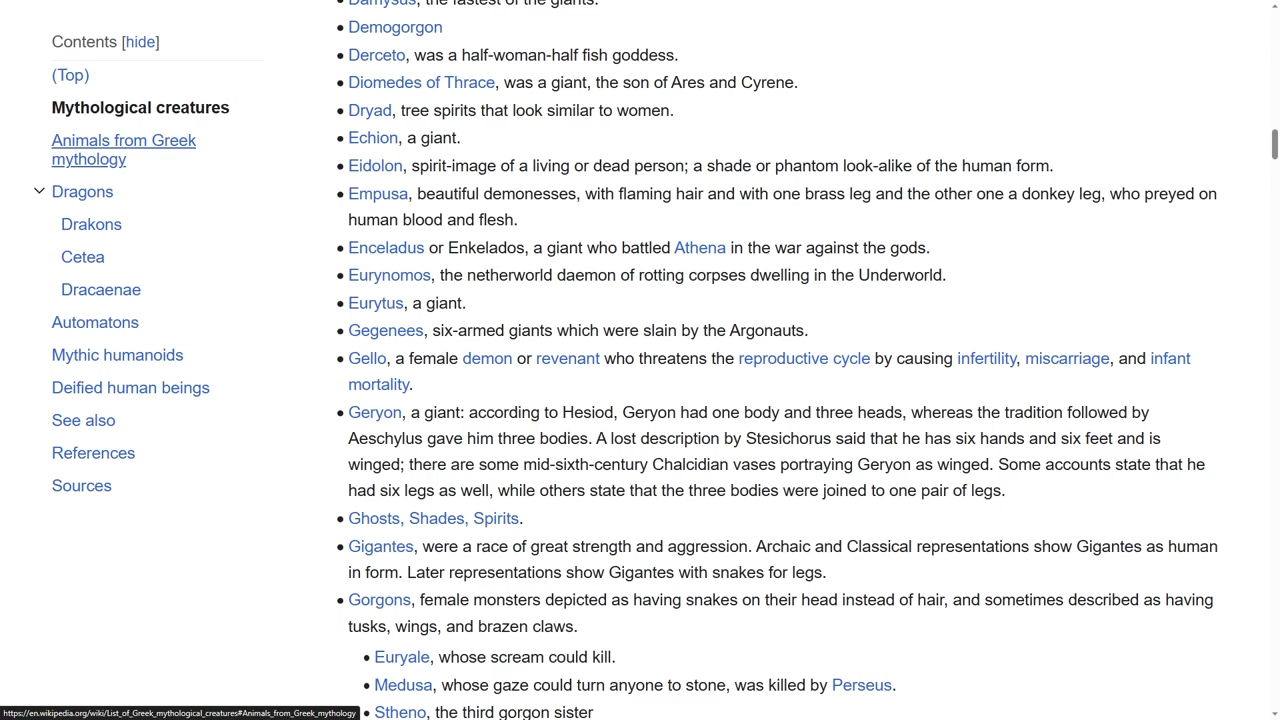 Contents [hide]
(Top)
Mythological creatures
Animals from Greek
mythology
Dragons
Drakons
Cetea
Dracaenae
Automatons
Mythic humanoids
Deified human beings
See also
References
Sources
Damysus, the fastest of the giants.
• Demogorgon
• Derceto, was a half-woman-half fish goddess.
• Diomedes of Thrace, was a giant, the son of Ares and Cyrene.
• Dryad, tree spirits that look similar to women.
• Echion, a giant.
• Eidolon, spirit-image of a living or dead person; a shade or phantom look-alike of the human form.
• Empusa, beautiful demonesses, with flaming hair and with one brass leg and the other one a donkey leg, who preyed on
human blood and flesh.
• Enceladus or Enkelados, a giant who battled Athena in the war against the gods.
• Eurynomos, the netherworld daemon of rotting corpses dwelling in the Underworld.
• Eurytus, a giant.
• Gegenees, six-armed giants which were slain by the Argonauts.
• Gello, a female demon or revenant who threatens the reproductive cycle by causing infertility, miscarriage, and infant
mortality.
• Geryon, a giant: according to Hesiod, Geryon had one body and three heads, whereas the tradition followed by
Aeschylus gave him three bodies. A lost description by Stesichorus said that he has six hands and six feet and is
winged; there are some mid-sixth-century Chalcidian vases portraying Geryon as winged. Some accounts state that he
had six legs as well, while others state that the three bodies were joined to one pair of legs.
• Ghosts, Shades, Spirits.
• Gigantes, were a race of great strength and aggression. Archaic and Classical representations show Gigantes as human
in form. Later representations show Gigantes with snakes for legs.
• Gorgons, female monsters depicted as having snakes on their head instead of hair, and sometimes described as having
tusks, wings, and brazen claws.
• Euryale, whose scream could kill.
• Medusa, whose gaze could turn anyone to stone, was killed by Perseus.
• Stheno, the third gorgon sister
https://en.wikipedia.org/wiki/List_of_Greek_mythological_creatures#Animals_from_Greek_mythology